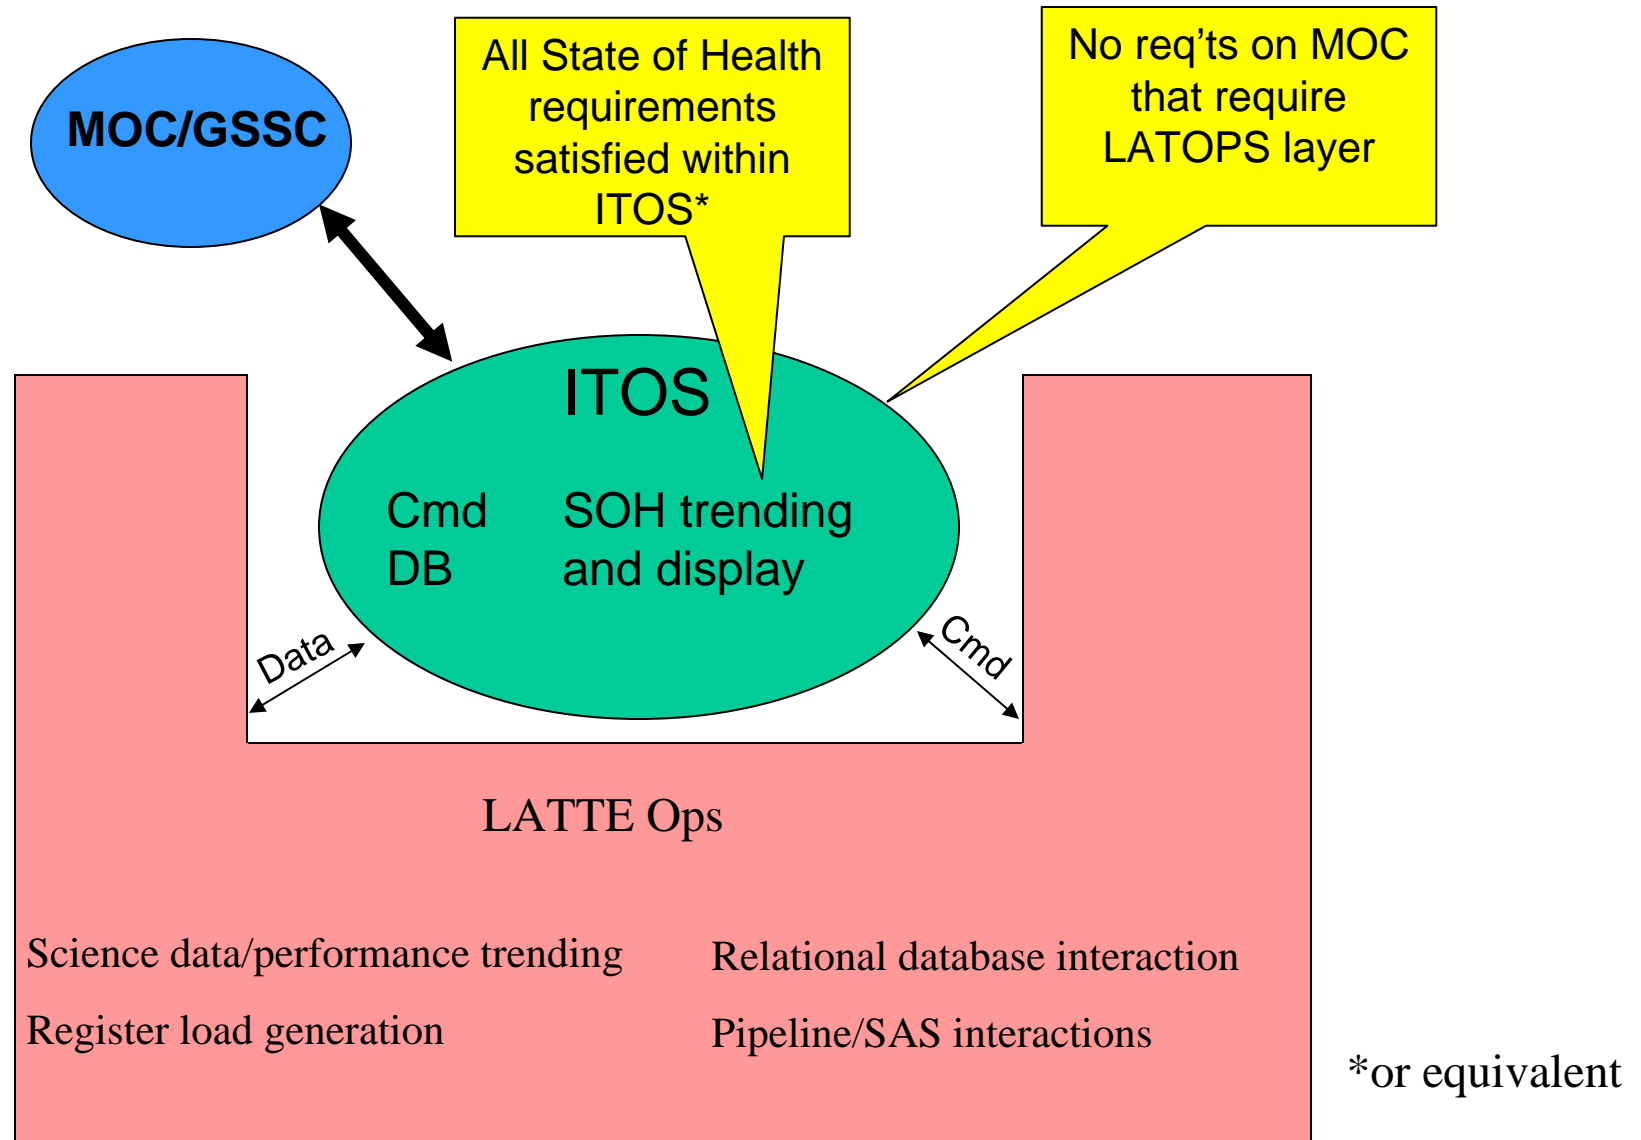 MOC/GSSC
All State of Health
requirements
satisfied within
ITOS*
No req’ts on MOC
that require
LATOPS layer
ITOS
Cmd
DB
SOH trending
and display
Data
Cmd
LATTE Ops
Science data/performance trending
Register load generation
Relational database interaction
Pipeline/SAS interactions
*or equivalent